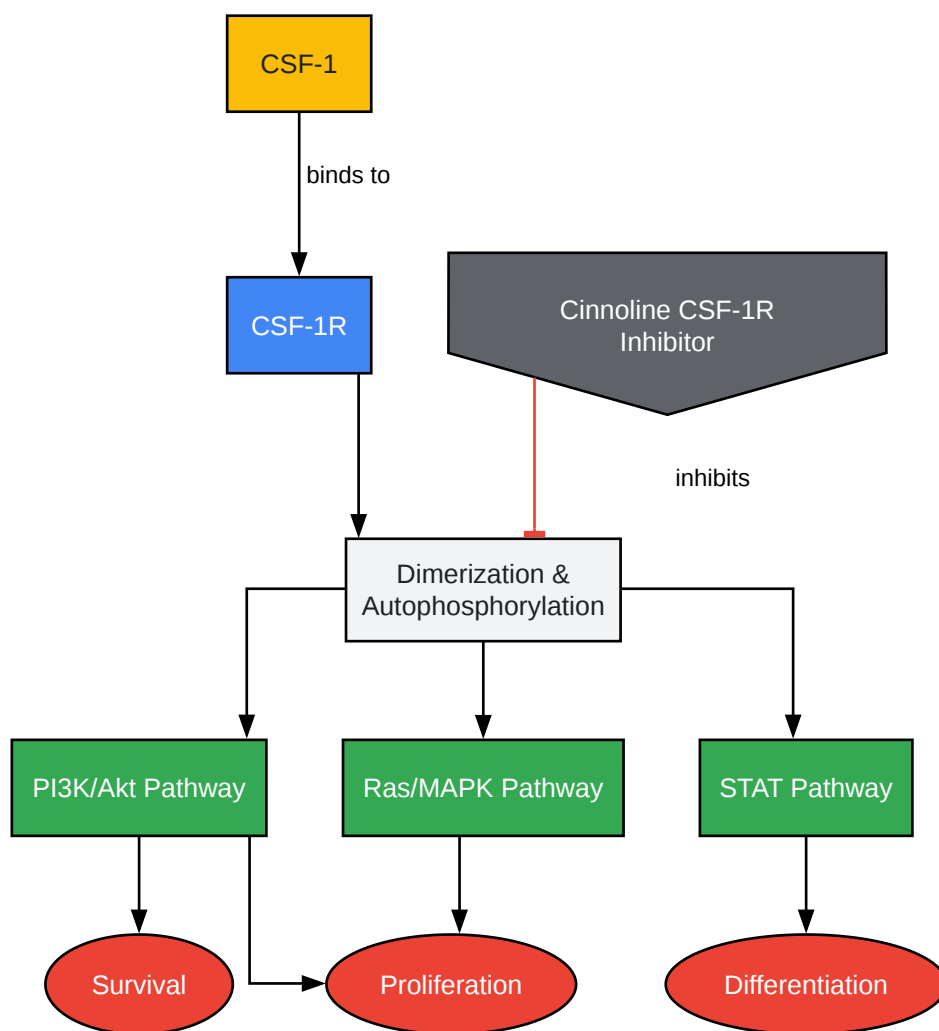 CSF-1
binds to
CSF-1R
Cinnoline CSF-1R
Inhibitor
inhibits
Dimerization &
Autophosphorylation
PI3K/Akt Pathway
Ras/MAPK Pathway
STAT Pathway
Survival
Proliferation
Differentiation